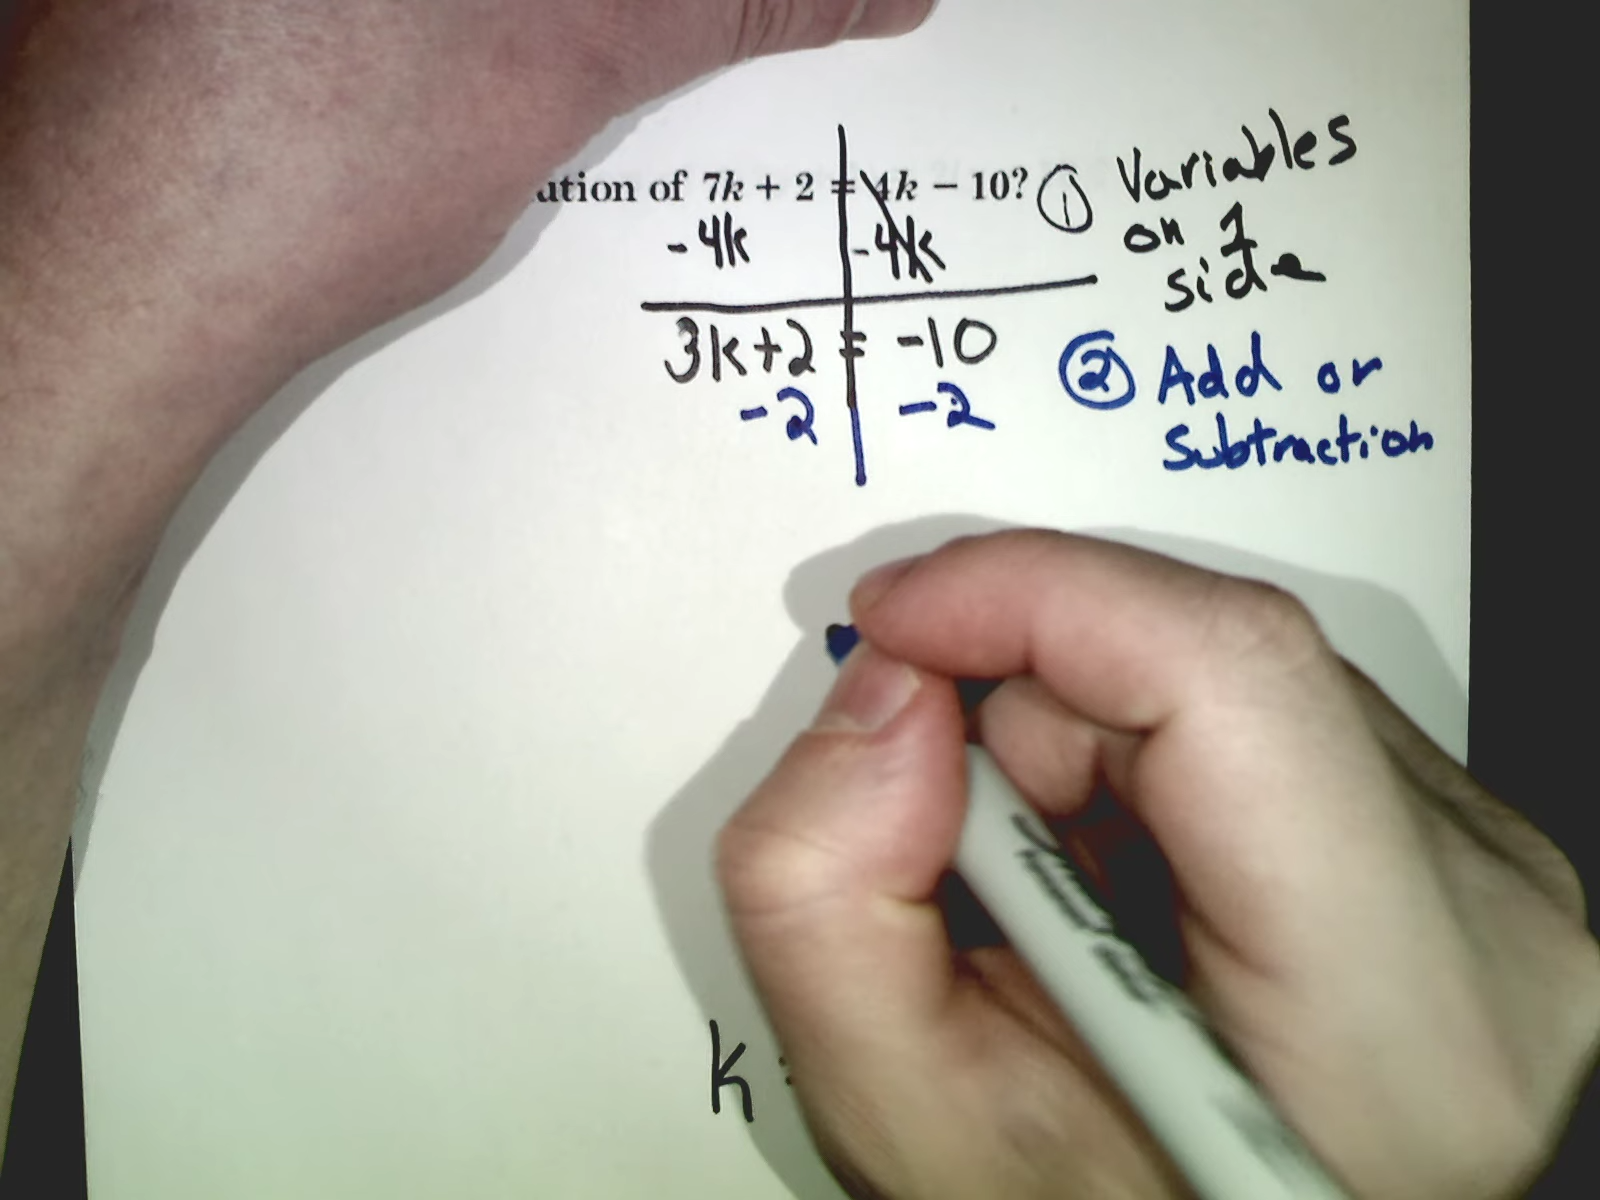 ution of 7k + 2 = 4k − 10?
-4k -4k
3k+2 = -10
-2 -2
① Variables
on 1
side
② Add or
Subtraction
k